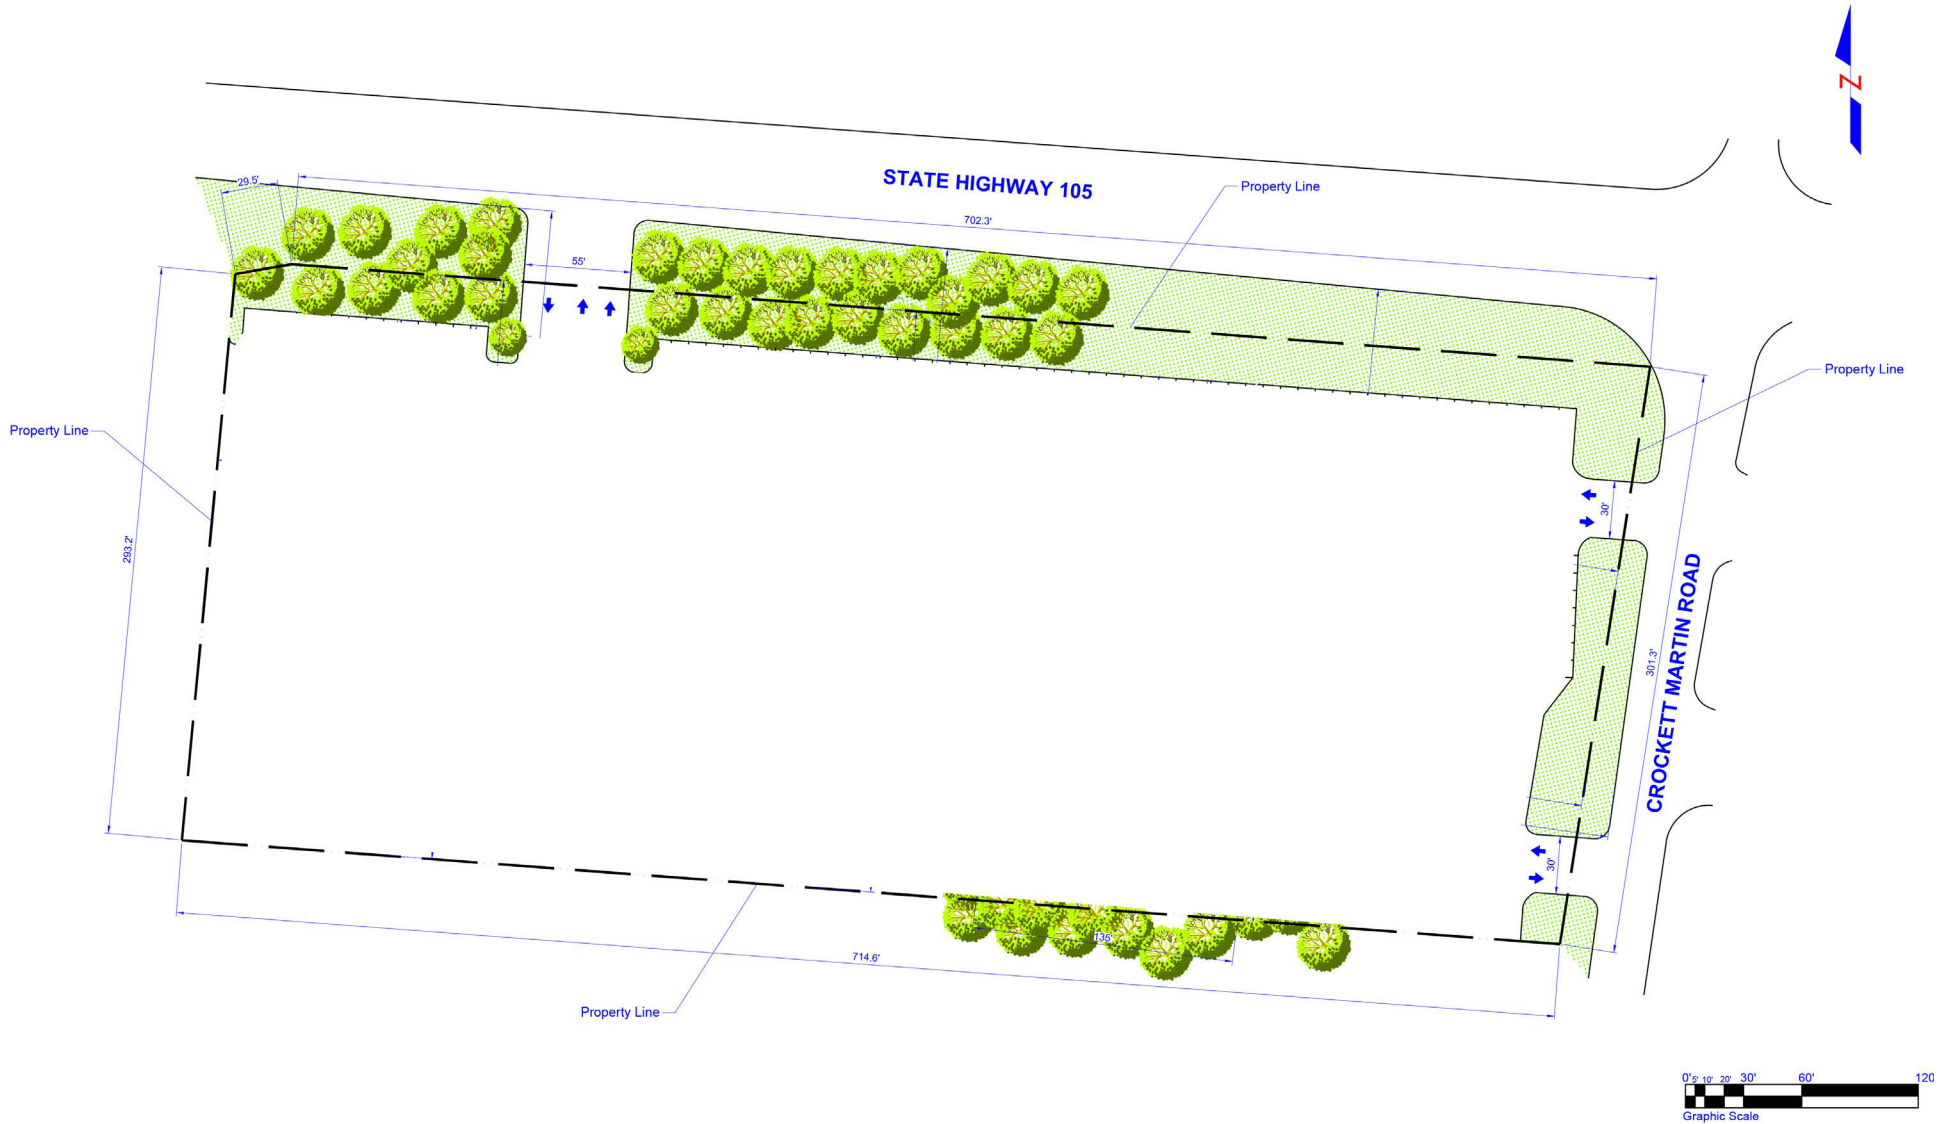 Z
STATE HIGHWAY 105
Property Line
29.5'
702.3'
55'
Property Line
Property Line
30'
293.2'
CROCKETT MARTIN ROAD
301.3'
30'
135'
714.6'
Property Line
0' 5' 10' 20' 30' 60' 120
Graphic Scale